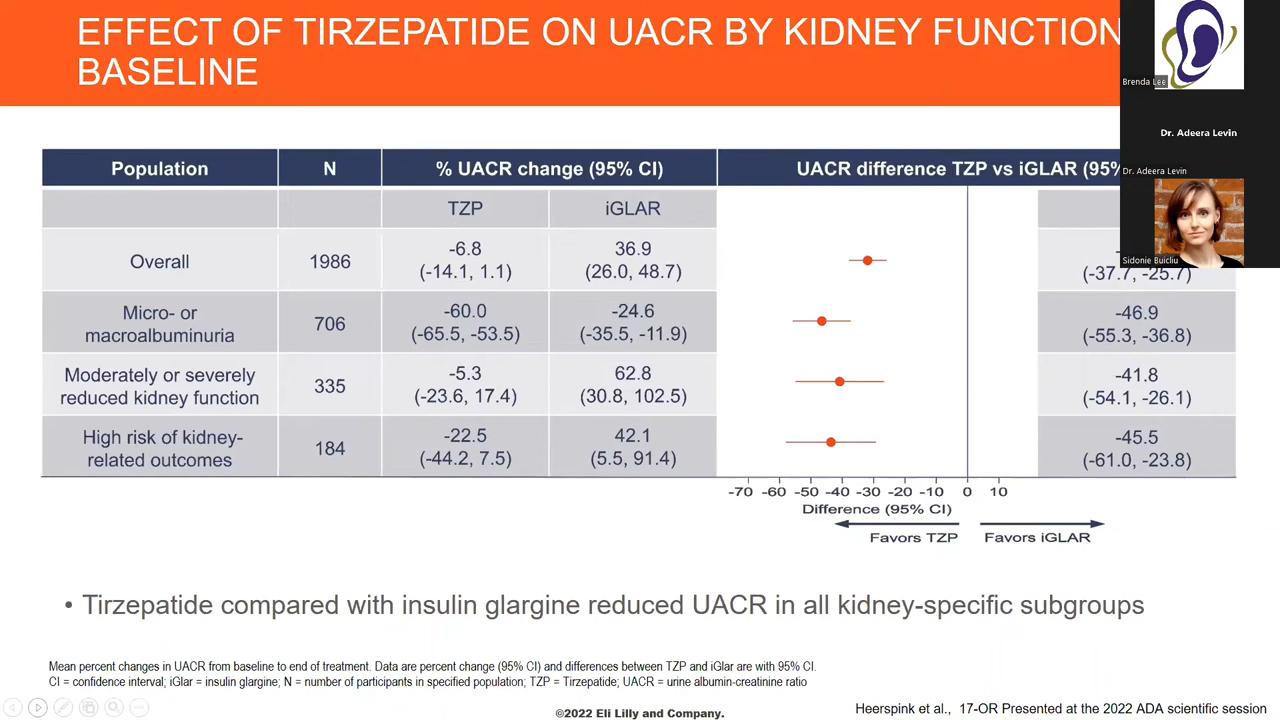 EFFECT OF TIRZEPATIDE ON UACR BY KIDNEY FUNCTION
BASELINE
Brenda Lee
Dr. Adeera Levin
Dr. Adeera Levin
Sidonie Buicliu
Population
N
% UACR change (95% CI)
UACR difference TZP vs iGLAR (95%
TZP
iGLAR
Overall
1986
-6.8
(-14.1, 1.1)
36.9
(26.0, 48.7)
(-37.7, -25.7)
Micro- or
macroalbuminuria
706
-60.0
(-65.5, -53.5)
-24.6
(-35.5, -11.9)
-46.9
(-55.3, -36.8)
Moderately or severely
reduced kidney function
335
-5.3
(-23.6, 17.4)
62.8
(30.8, 102.5)
-41.8
(-54.1, -26.1)
High risk of kidney-
related outcomes
184
-22.5
(-44.2, 7.5)
42.1
(5.5, 91.4)
-45.5
(-61.0, -23.8)
-70 -60 -50 -40 -30 -20 -10 0 10
Difference (95% CI)
Favors TZP
Favors iGLAR
• Tirzepatide compared with insulin glargine reduced UACR in all kidney-specific subgroups
Mean percent changes in UACR from baseline to end of treatment. Data are percent change (95% CI) and differences between TZP and iGlar are with 95% CI.
CI = confidence interval; iGlar = insulin glargine; N = number of participants in specified population; TZP = Tirzepatide; UACR = urine albumin-creatinine ratio
©2022 Eli Lilly and Company.
Heerspink et al., 17-OR Presented at the 2022 ADA scientific session